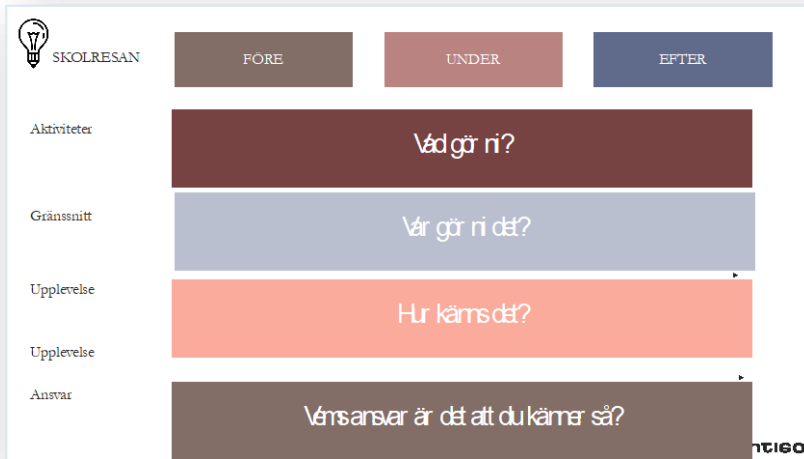 SKOLRESAN
FÖRE
UNDER
EFTER
Aktiviteter
Vad gör ni?
Gränssnitt
Var gör ni det?
Upplevelse
Hur känns det?
Upplevelse
Ansvar
Vems ansvar är det att du känner så?